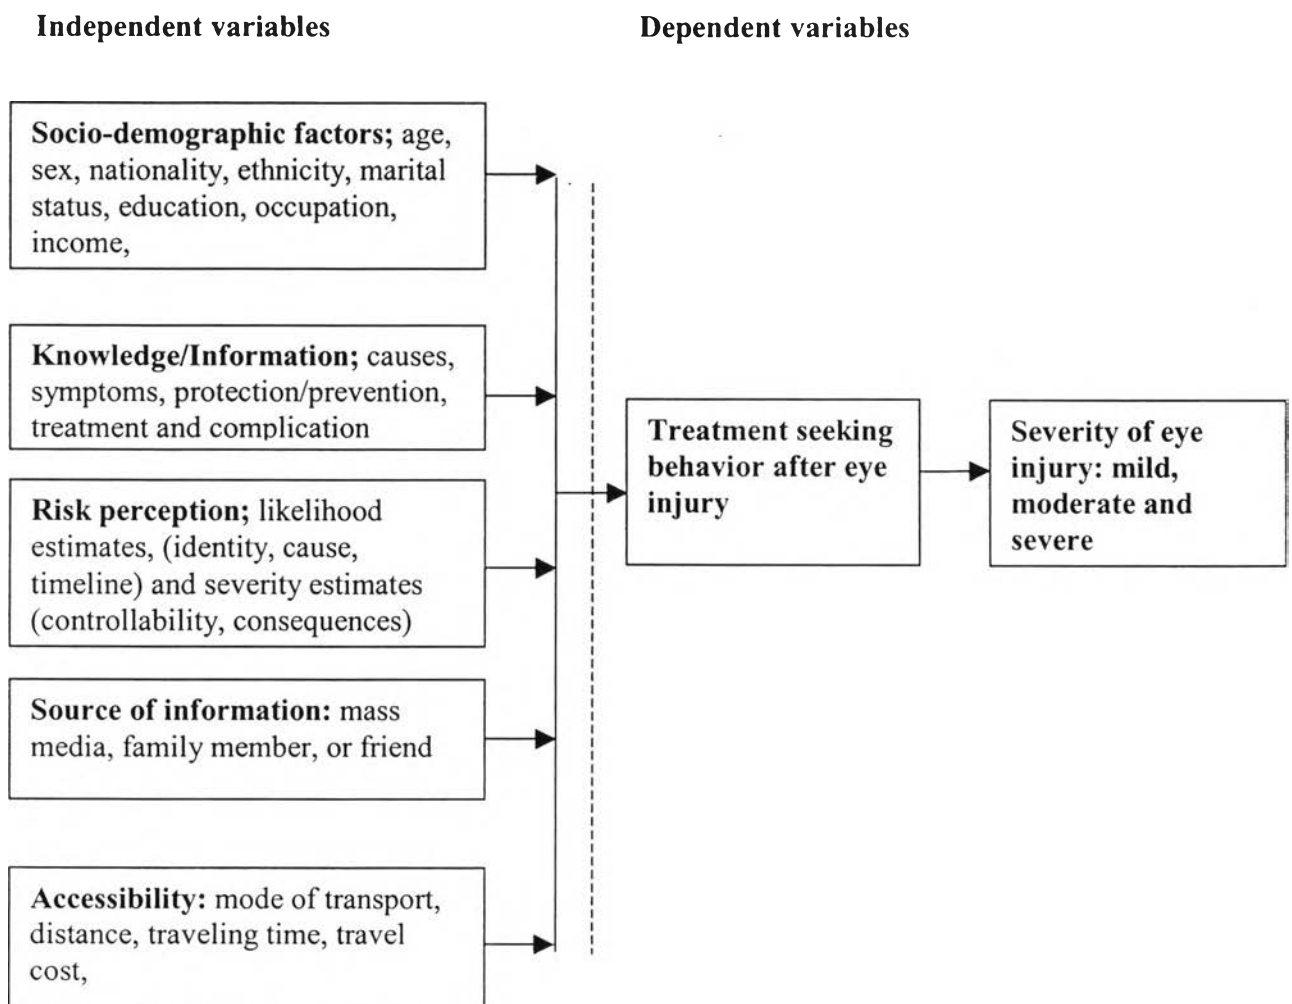 Independent variables
Dependent variables
Socio-demographic factors; age,
sex, nationality, ethnicity, marital
status, education, occupation,
income,
Knowledge/Information; causes,
symptoms, protection/prevention,
treatment and complication
Risk perception; likelihood
estimates, (identity, cause,
timeline) and severity estimates
(controllability, consequences)
Source of information: mass
media, family member, or friend
Accessibility: mode of transport,
distance, traveling time, travel
cost,
Treatment seeking
behavior after eye
injury
Severity of eye
injury: mild,
moderate and
severe